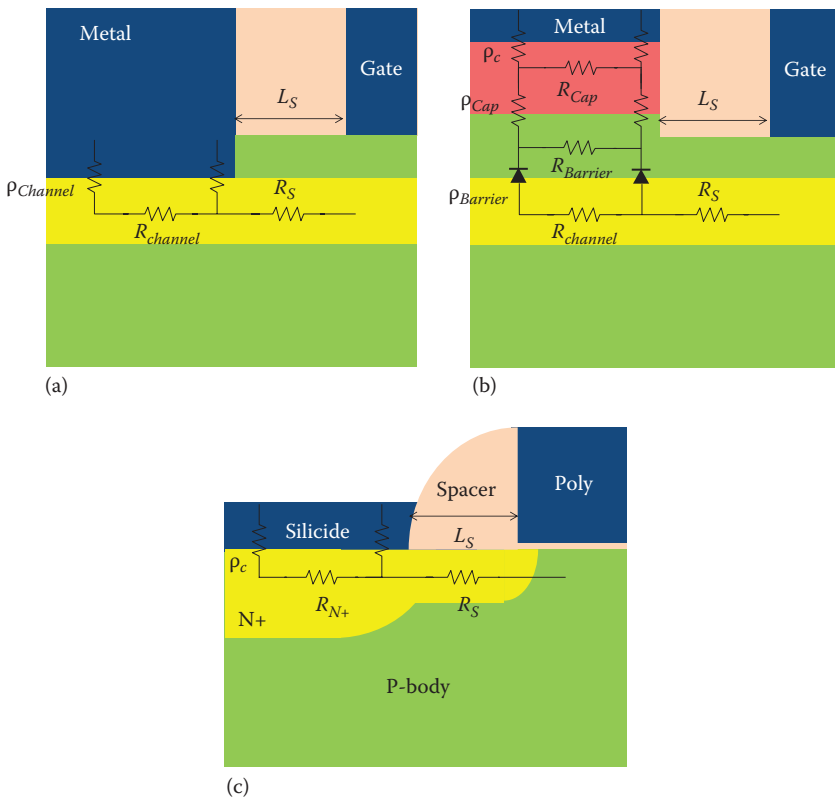 Metal
Gate
L_S
ρ_Channel
R_S
R_channel
(a)
Metal
ρ_c
Gate
R_Cap
ρ_Cap
L_S
R_Barrier
ρ_Barrier
R_S
R_channel
(b)
Spacer
Poly
Silicide
L_S
ρ_c
R_N+
R_S
N+
P-body
(c)